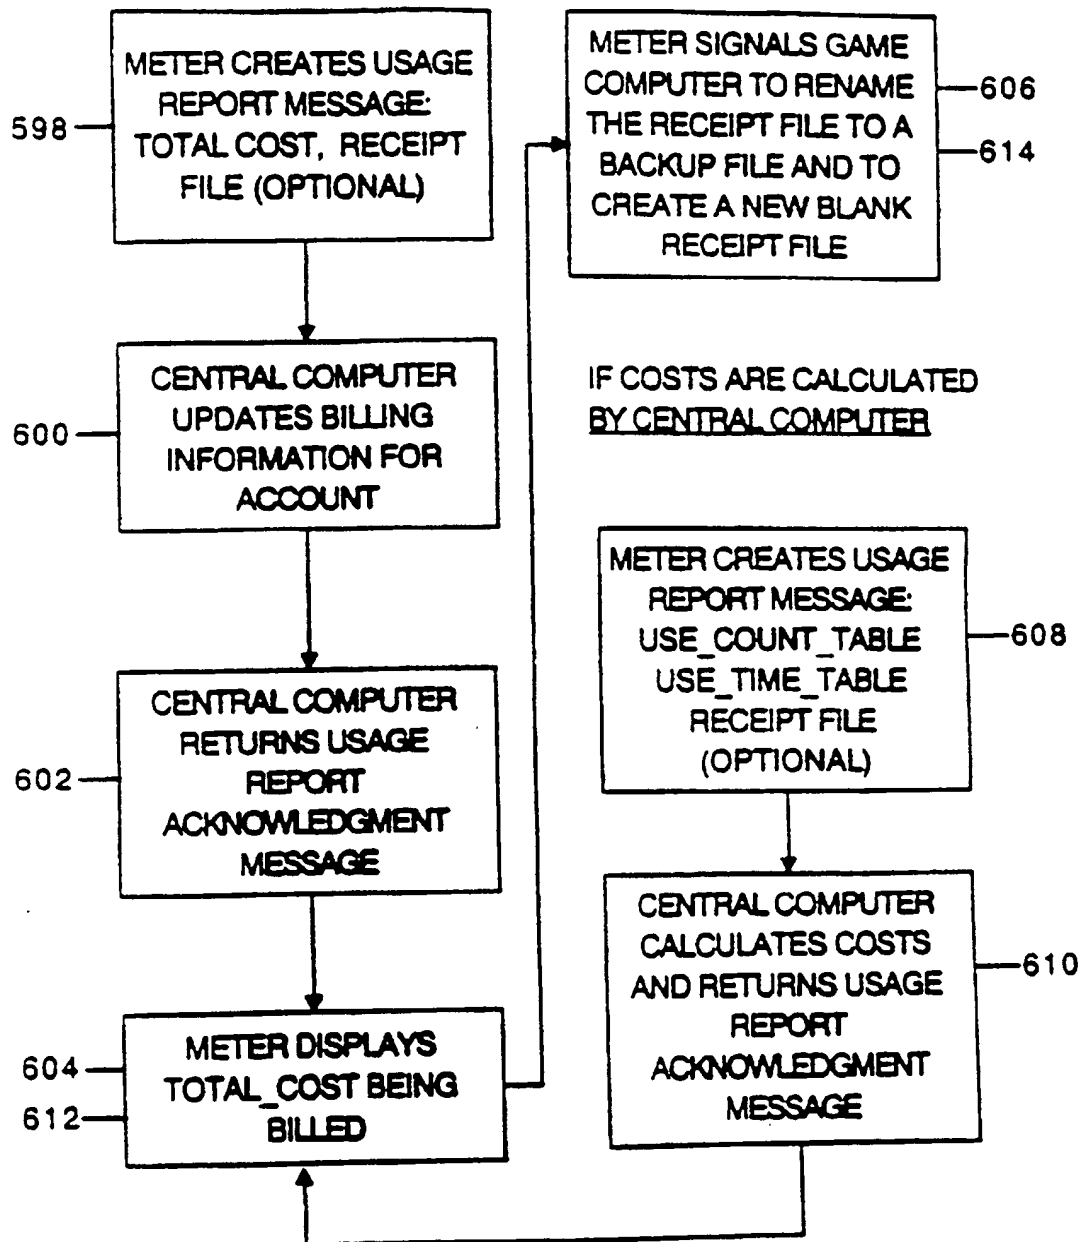 METER CREATES USAGE
REPORT MESSAGE:
TOTAL COST, RECEIPT
FILE (OPTIONAL)
598
CENTRAL COMPUTER
UPDATES BILLING
INFORMATION FOR
ACCOUNT
600
CENTRAL COMPUTER
RETURNS USAGE
REPORT
ACKNOWLEDGMENT
MESSAGE
602
METER DISPLAYS
TOTAL_COST BEING
BILLED
604
612
METER SIGNALS GAME
COMPUTER TO RENAME
THE RECEIPT FILE TO A
BACKUP FILE AND TO
CREATE A NEW BLANK
RECEIPT FILE
606
614
IF COSTS ARE CALCULATED
BY CENTRAL COMPUTER
METER CREATES USAGE
REPORT MESSAGE:
USE_COUNT_TABLE
USE_TIME_TABLE
RECEIPT FILE
(OPTIONAL)
608
CENTRAL COMPUTER
CALCULATES COSTS
AND RETURNS USAGE
REPORT
ACKNOWLEDGMENT
MESSAGE
610